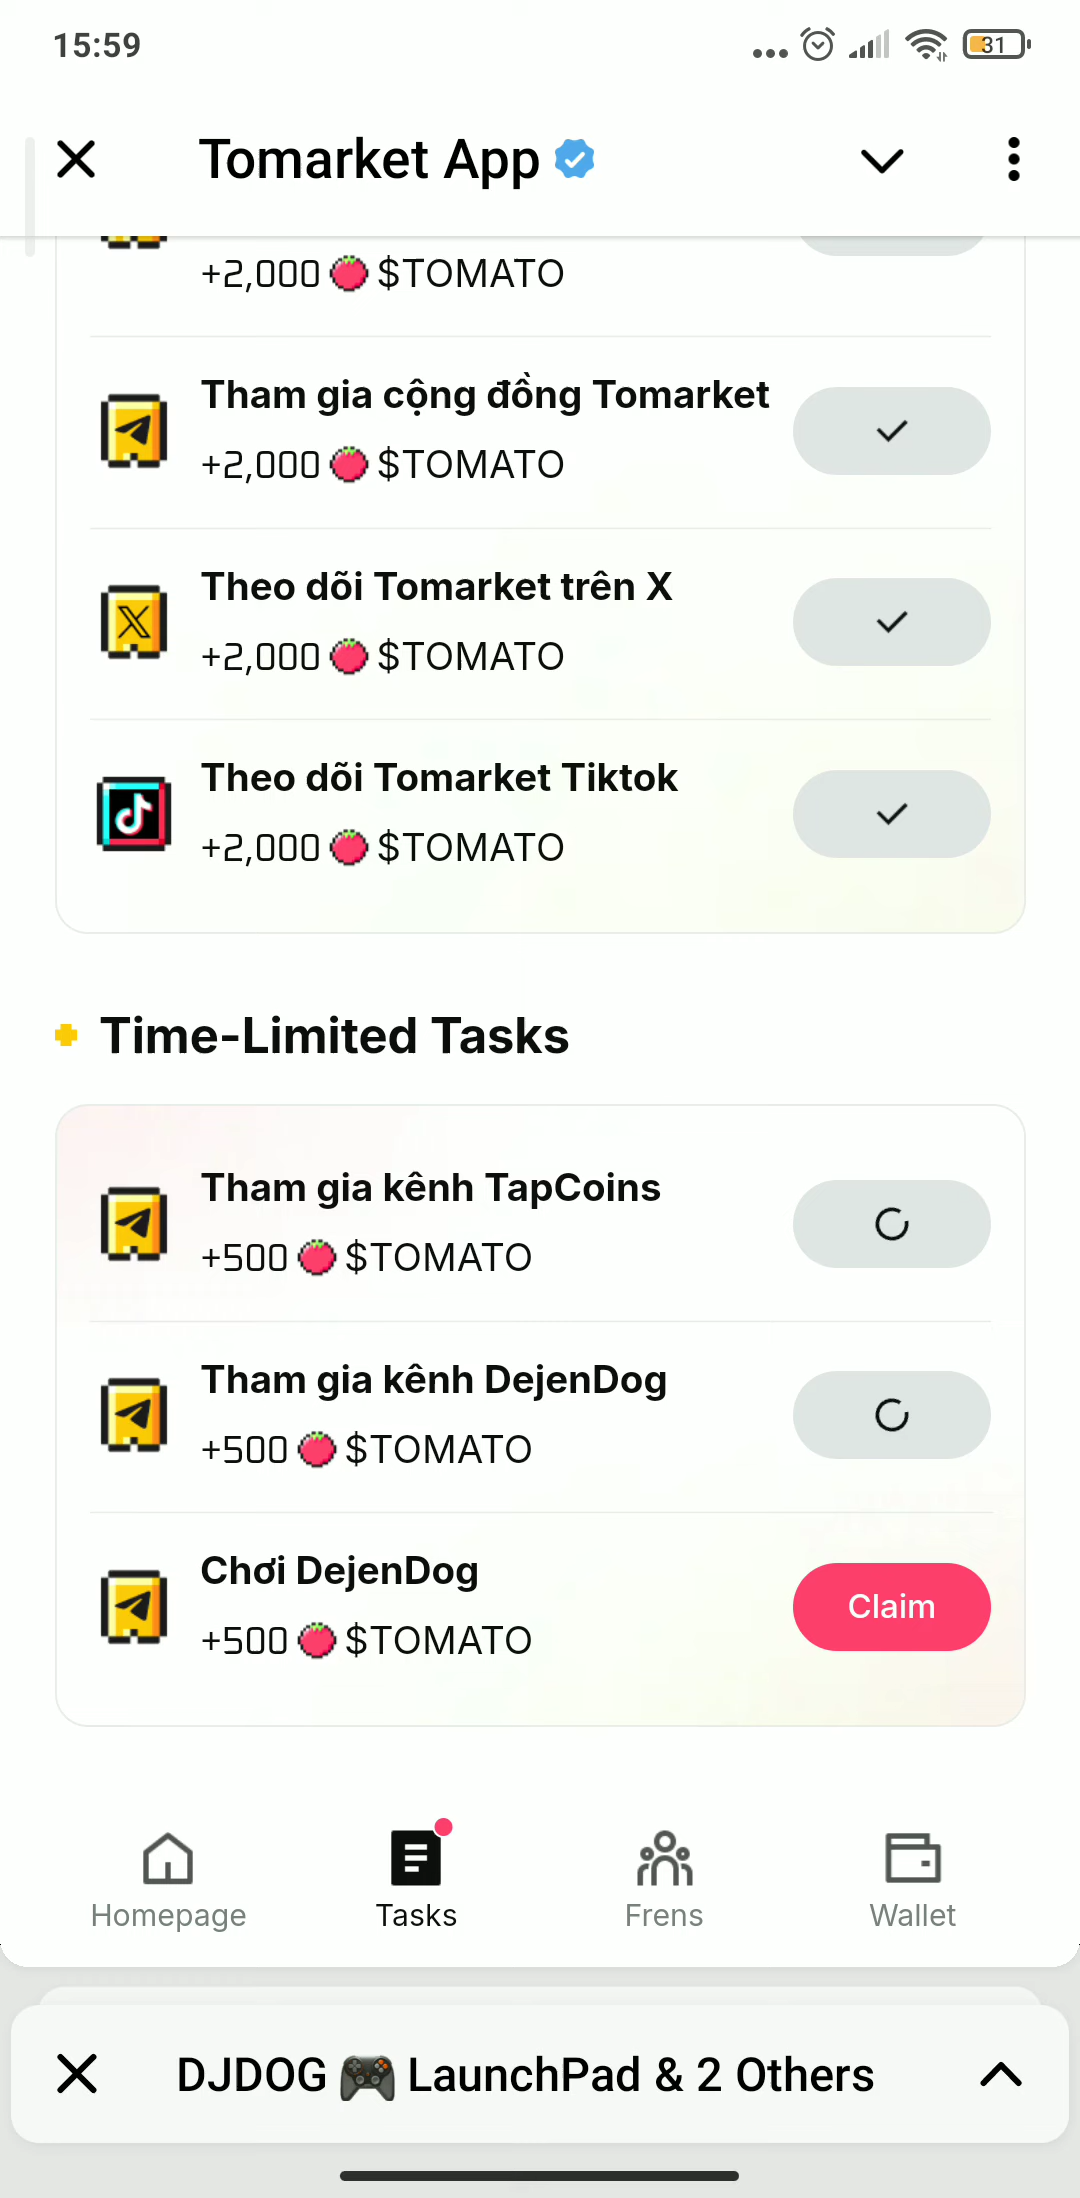 15:59
31
Tomarket App
+2,000 $TOMATO
Tham gia cộng đồng Tomarket
+2,000 $TOMATO
Theo dõi Tomarket trên X
+2,000 $TOMATO
Theo dõi Tomarket Tiktok
+2,000 $TOMATO
Time-Limited Tasks
Tham gia kênh TapCoins
+500 $TOMATO
Tham gia kênh DejenDog
+500 $TOMATO
Chơi DejenDog
+500 $TOMATO
Claim
Homepage
Tasks
Frens
Wallet
DJDOG 🎮 LaunchPad & 2 Others